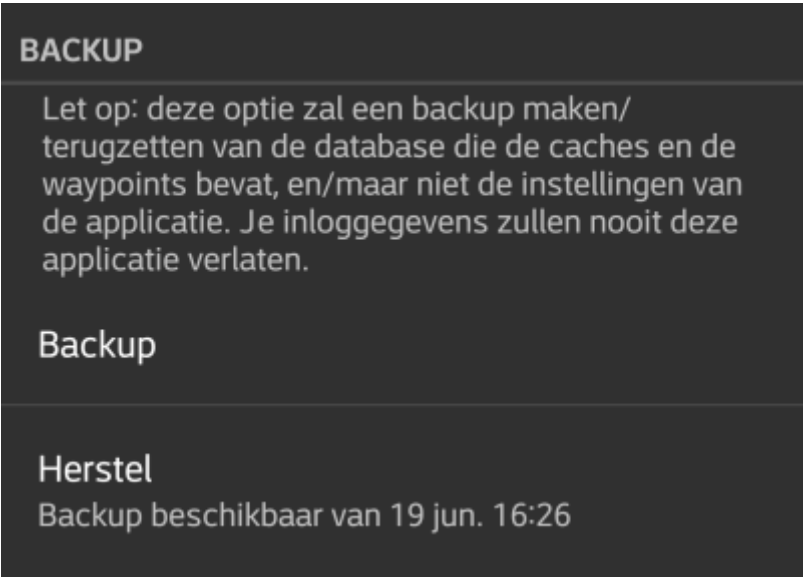 BACKUP
Let op: deze optie zal een backup maken/
terugzetten van de database die de caches en de
waypoints bevat, en/maar niet de instellingen van
de applicatie. Je inloggegevens zullen nooit deze
applicatie verlaten.
Backup
Herstel
Backup beschikbaar van 19 jun. 16:26